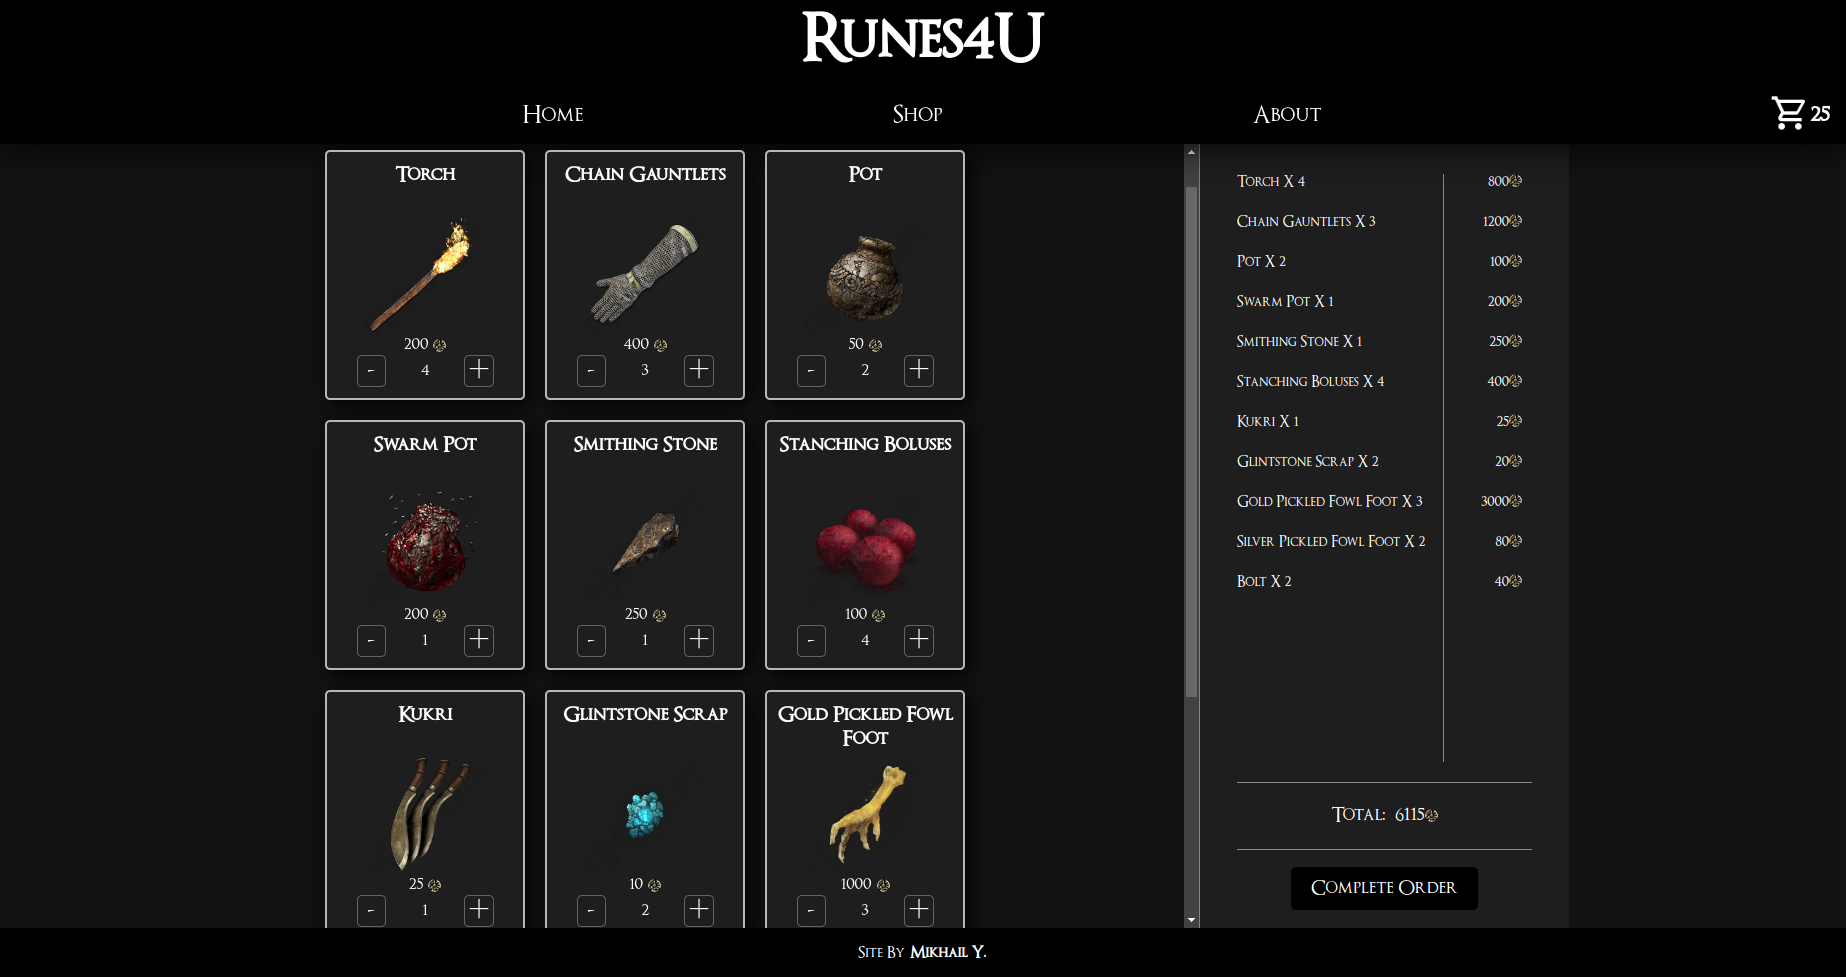 Runes4U
Home
Shop
About
25
Torch
200
- 4 +
Chain Gauntlets
400
- 3 +
Pot
50
- 2 +
Swarm Pot
200
- 1 +
Smithing Stone
250
- 1 +
Stanching Boluses
100
- 4 +
Kukri
25
- 1 +
Glintstone Scrap
10
- 2 +
Gold Pickled Fowl
Foot
1000
- 3 +
Torch X 4 800
Chain Gauntlets X 3 1200
Pot X 2 100
Swarm Pot X 1 200
Smithing Stone X 1 250
Stanching Boluses X 4 400
Kukri X 1 25
Glintstone Scrap X 2 20
Gold Pickled Fowl Foot X 3 3000
Silver Pickled Fowl Foot X 2 80
Bolt X 2 40
Total: 6115
Complete Order
Site By Mikhail Y.